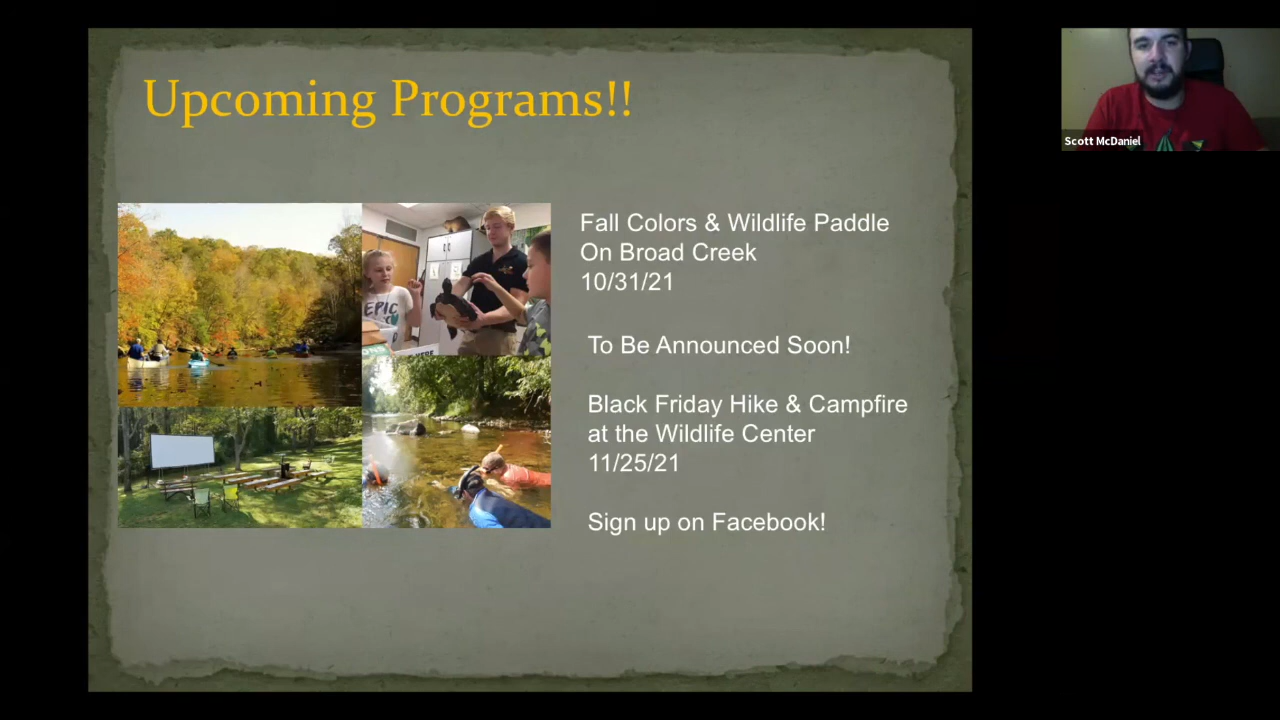 Upcoming Programs!!
Fall Colors & Wildlife Paddle
On Broad Creek
10/31/21
To Be Announced Soon!
Black Friday Hike & Campfire
at the Wildlife Center
11/25/21
Sign up on Facebook!
EPIC
Scott McDaniel